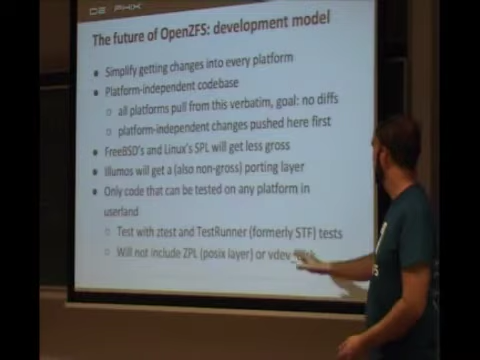 DE PHIX
The future of OpenZFS: development model
• Simplify getting changes into every platform
• Platform-independent codebase
○ all platforms pull from this verbatim, goal: no diffs
○ platform-independent changes pushed here first
• FreeBSD's and Linux's SPL will get less gross
• Illumos will get a (also non-gross) porting layer
• Only code that can be tested on any platform in
userland
○ Test with ztest and TestRunner (formerly STF) tests
○ Will not include ZPL (posix layer) or vdev